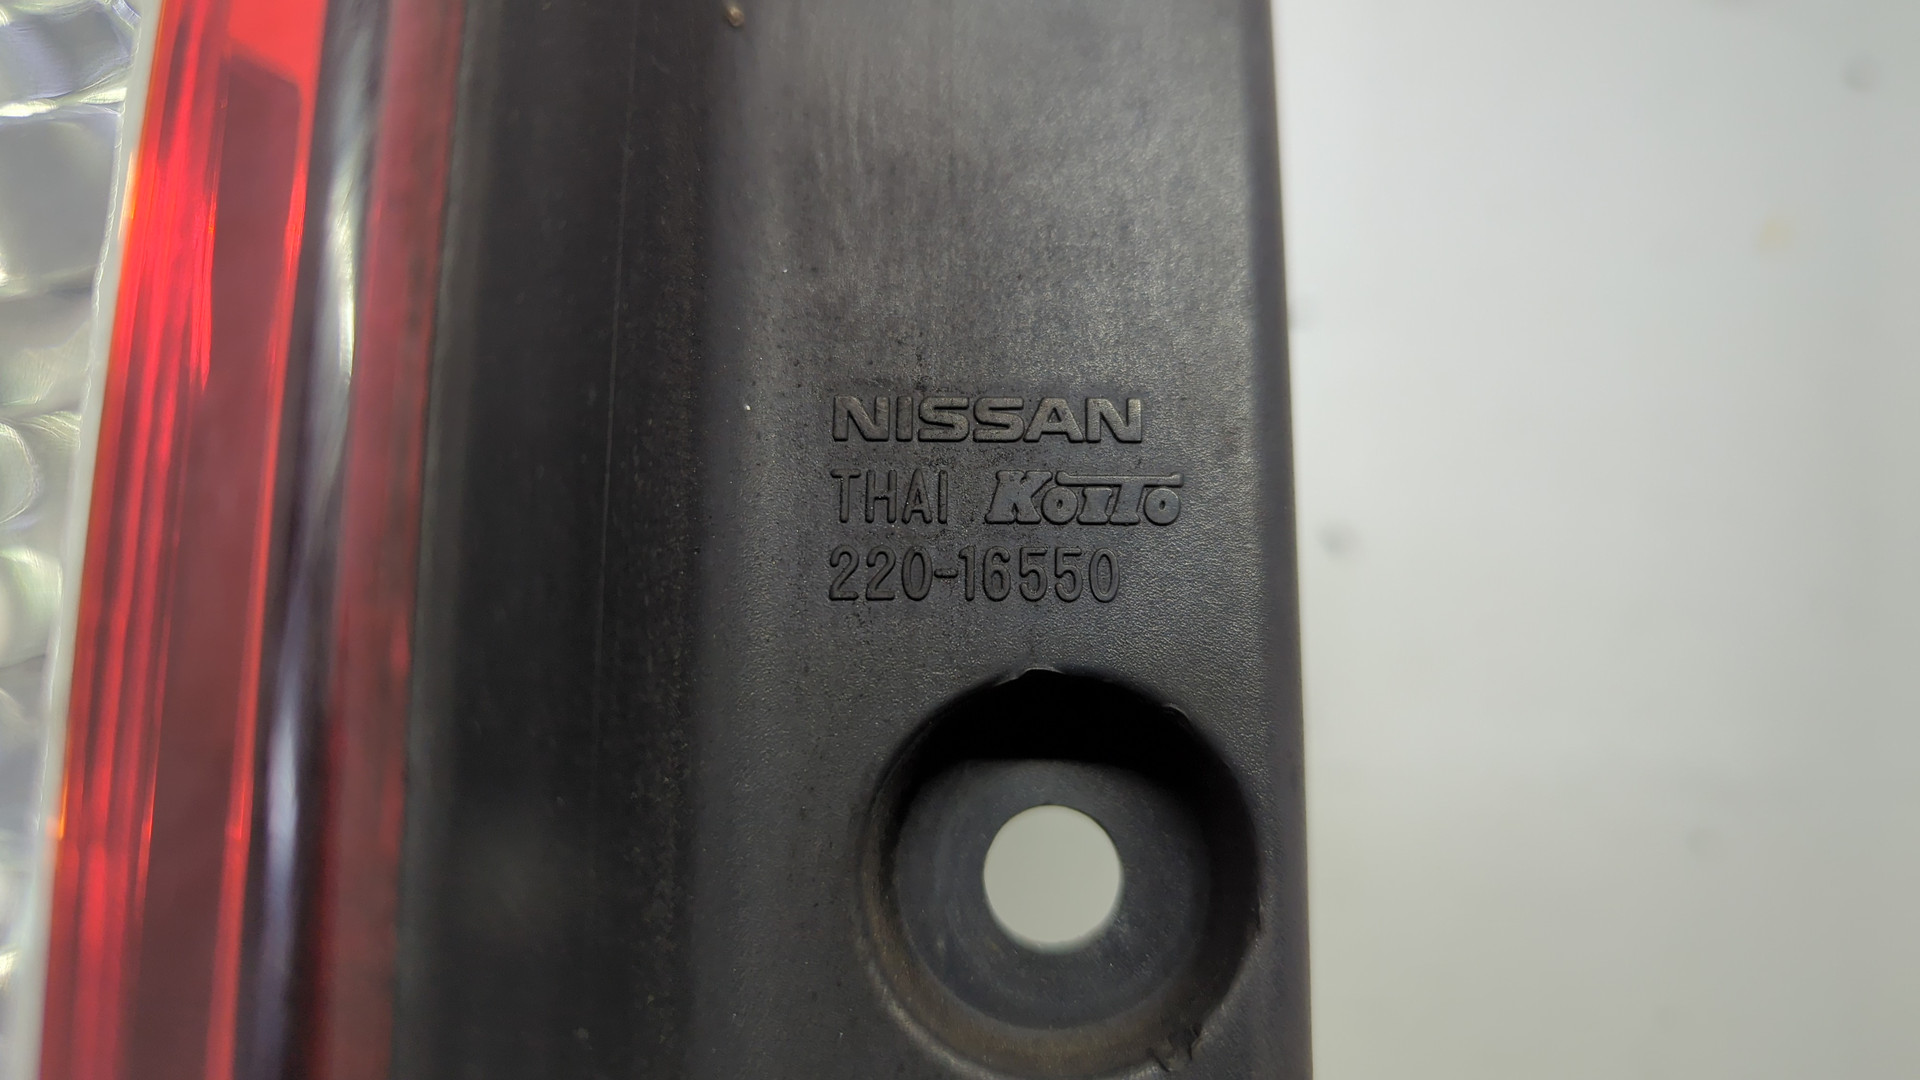 NISSAN
THAI KOITO
220-16550